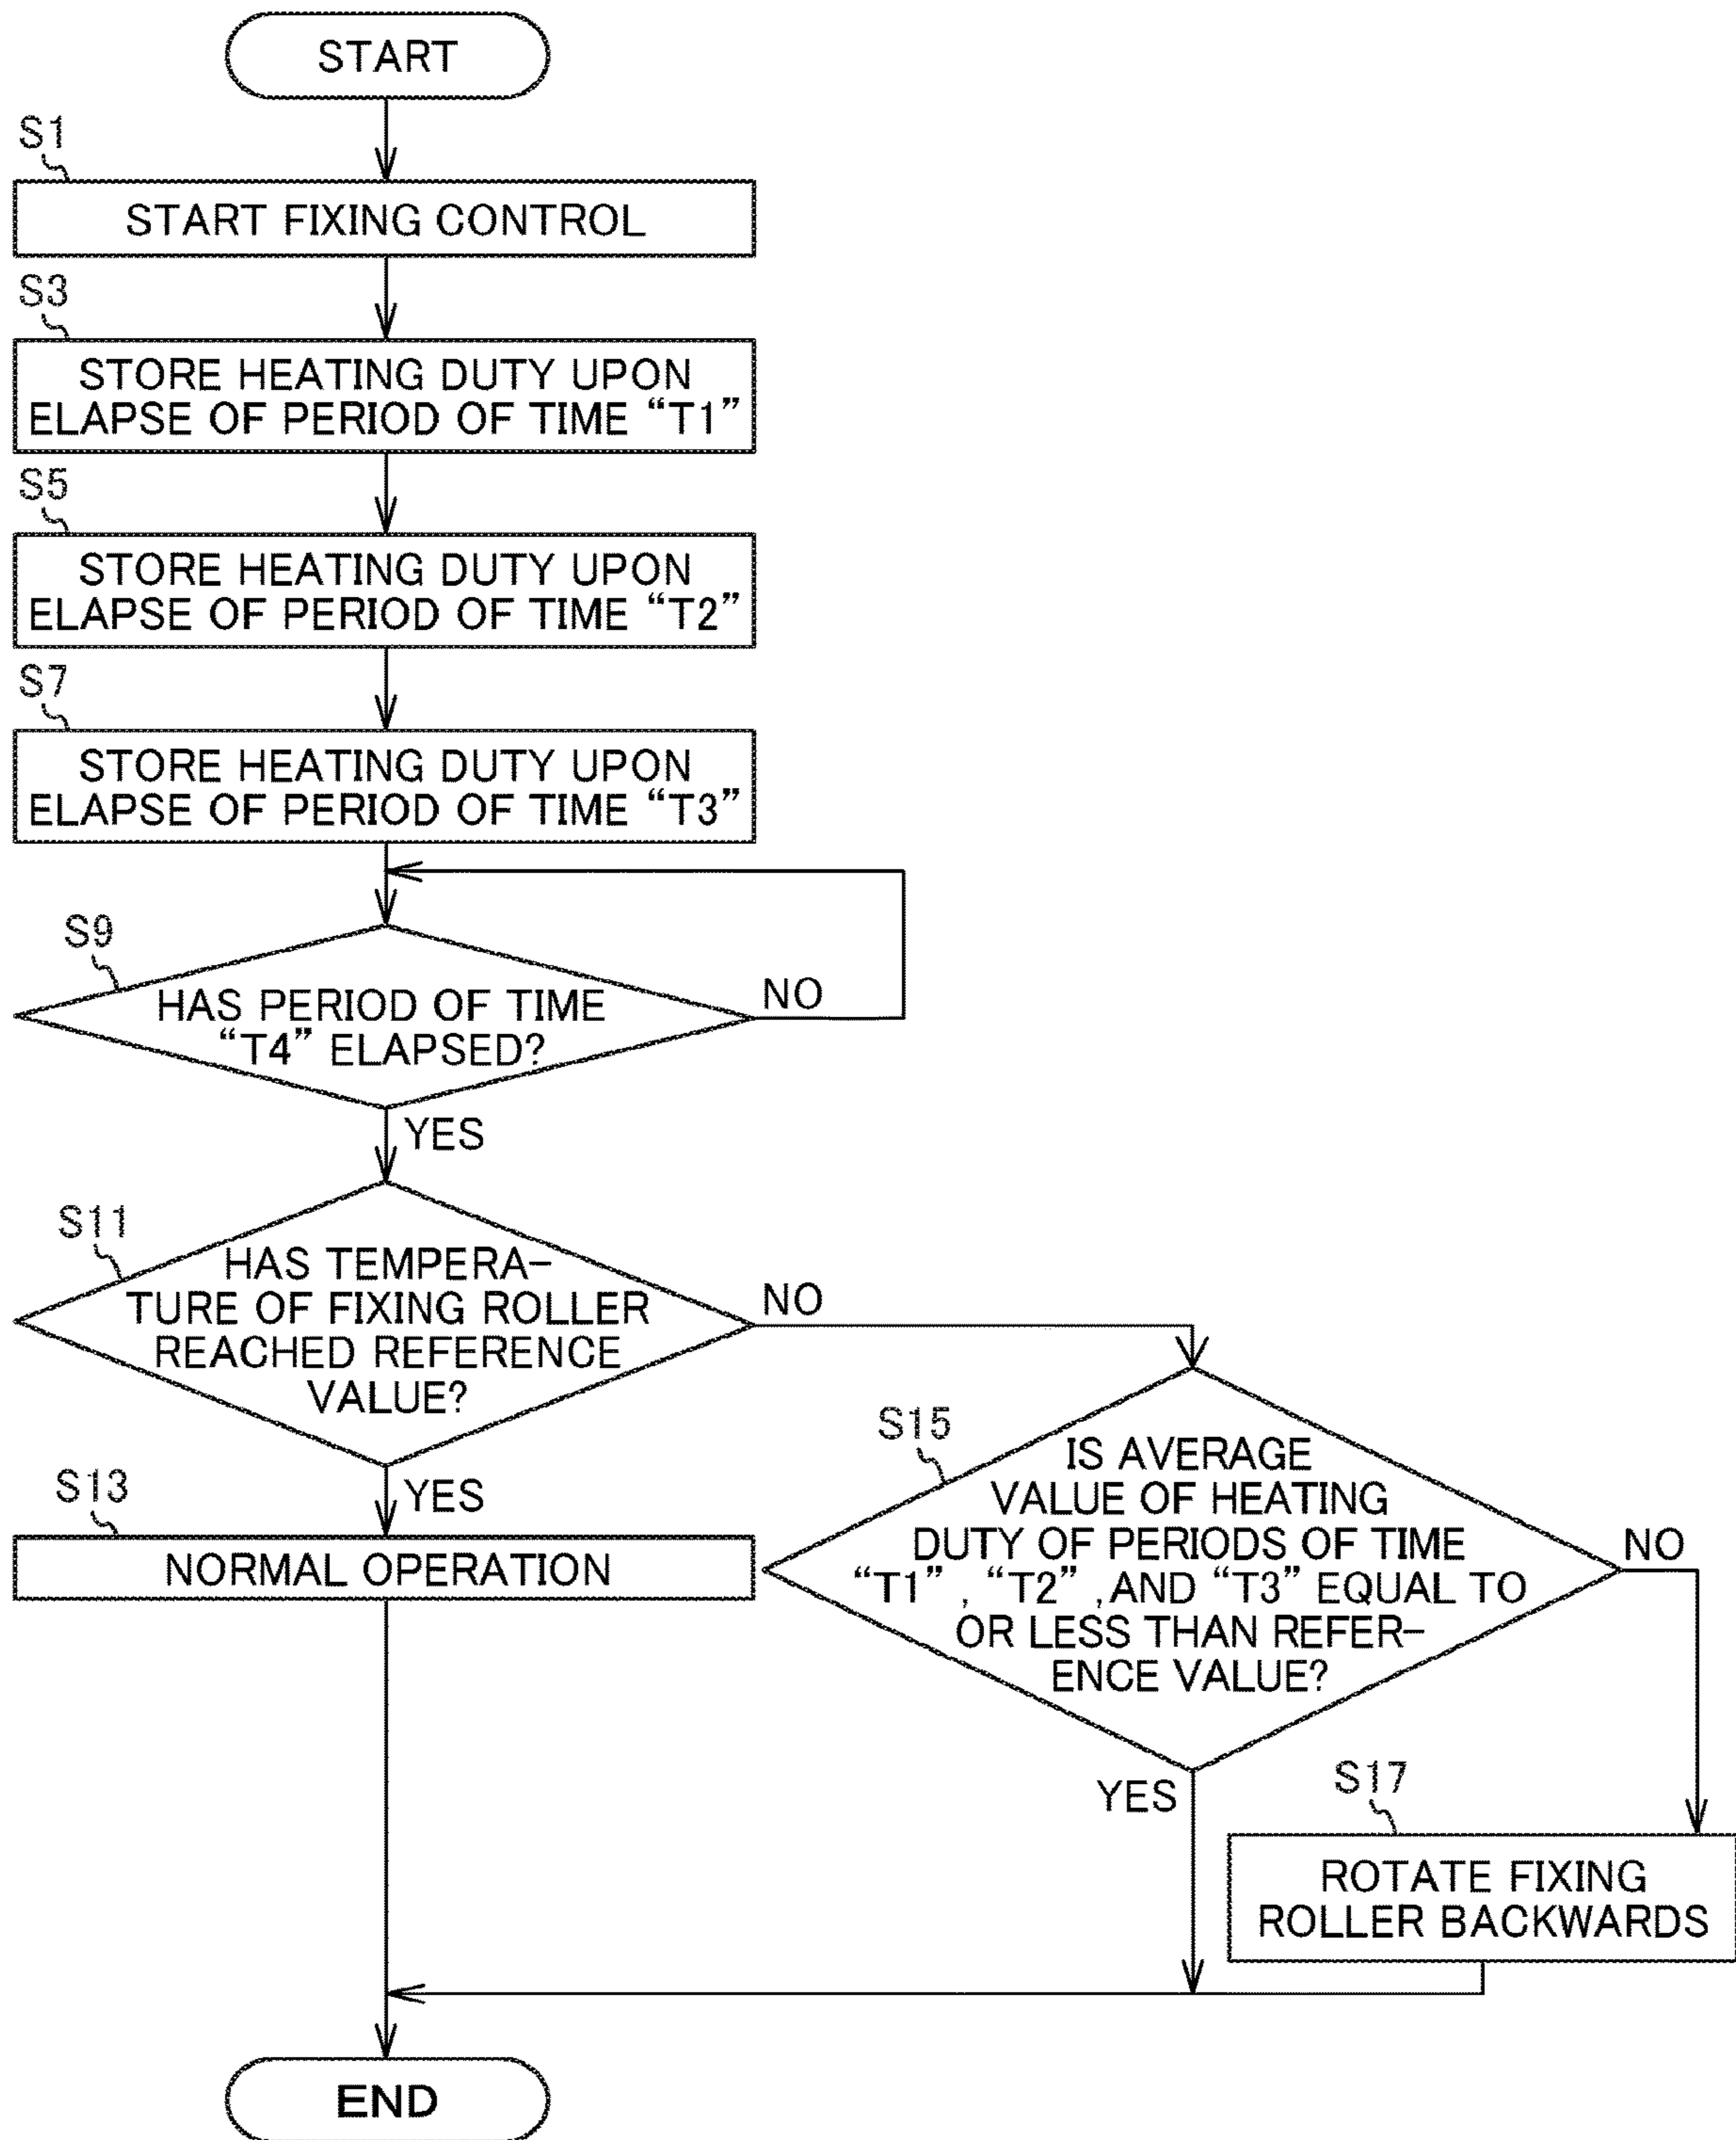 START
S1
START FIXING CONTROL
S3
STORE HEATING DUTY UPON
ELAPSE OF PERIOD OF TIME “T1”
S5
STORE HEATING DUTY UPON
ELAPSE OF PERIOD OF TIME “T2”
S7
STORE HEATING DUTY UPON
ELAPSE OF PERIOD OF TIME “T3”
S9
HAS PERIOD OF TIME
“T4” ELAPSED?
NO
YES
S11
HAS TEMPERA-
TURE OF FIXING ROLLER
REACHED REFERENCE
VALUE?
NO
YES
S13
NORMAL OPERATION
S15
IS AVERAGE
VALUE OF HEATING
DUTY OF PERIODS OF TIME
“T1”, “T2”, AND “T3” EQUAL TO
OR LESS THAN REFER-
ENCE VALUE?
NO
YES
S17
ROTATE FIXING
ROLLER BACKWARDS
END